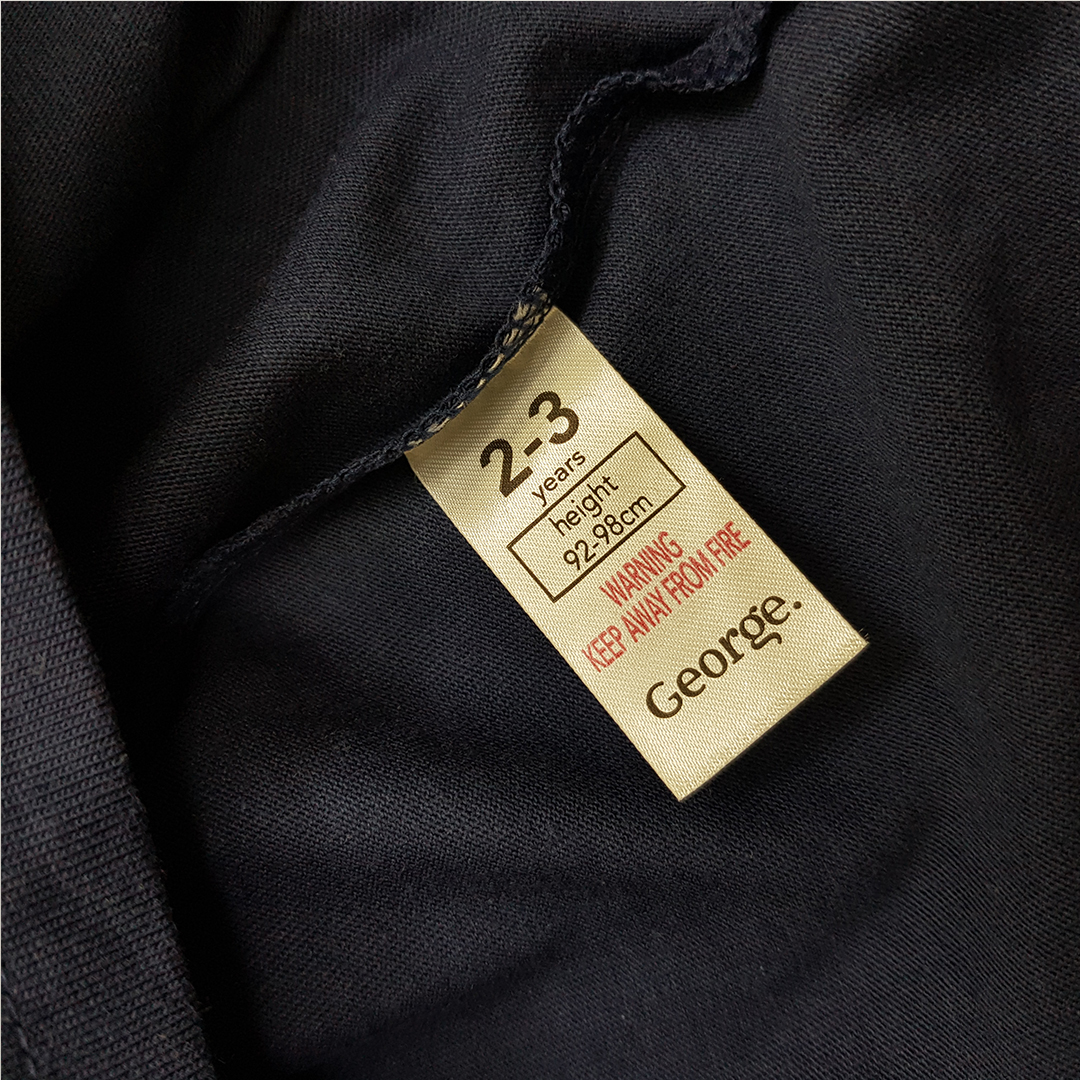 2-3
years
height
92-98cm
WARNING
KEEP AWAY FROM FIRE
George.